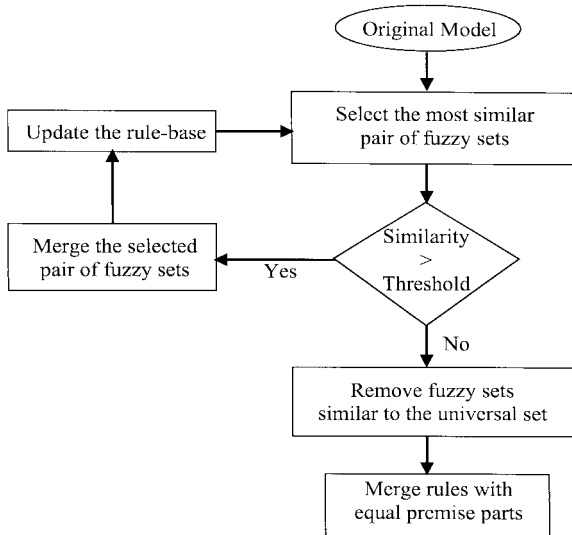 Original Model
Select the most similar
pair of fuzzy sets
Update the rule-base
Merge the selected
pair of fuzzy sets
Similarity
>
Threshold
Yes
No
Remove fuzzy sets
similar to the universal set
Merge rules with
equal premise parts